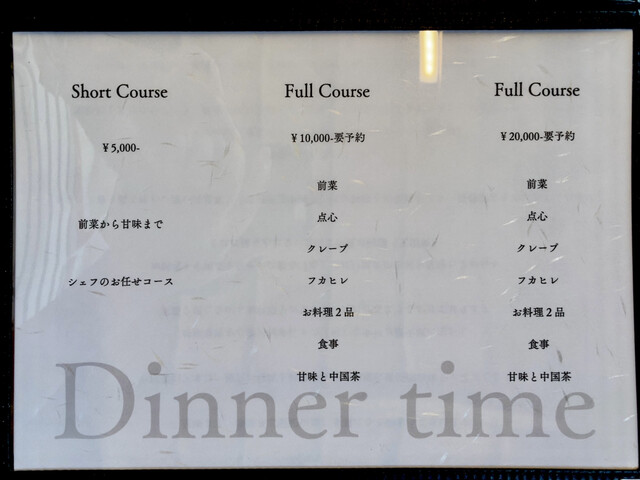 Short Course
¥5,000-
前菜から甘味まで
シェフのお任せコース
Full Course
¥10,000-要予約
前菜
点心
クレープ
フカヒレ
お料理2品
食事
甘味と中国茶
Full Course
¥20,000-要予約
前菜
点心
クレープ
フカヒレ
お料理2品
食事
甘味と中国茶
Dinner time